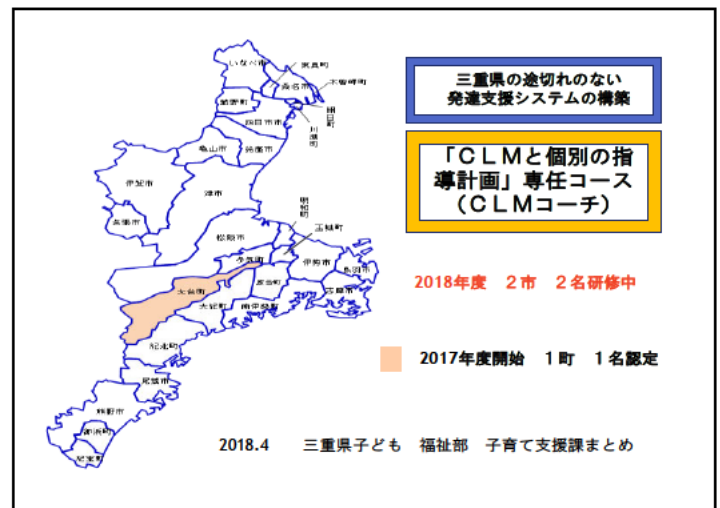 三重県の途切れのない
発達支援システムの構築
「CLMと個別の指
導計画」専任コース
(CLMコーチ)
2018年度 2市 2名研修中
2017年度開始 1町 1名認定
2018.4 三重県子ども 福祉部 子育て支援課まとめ
いなべ市
東員町
桑名市
木曽岬町
菰野町
朝日町
四日市市
川越町
亀山市
鈴鹿市
伊賀市
津市
名張市
明和町
松阪市
玉城町
多気町
伊勢市
鳥羽市
大台町
度会町
志摩市
大紀町
南伊勢町
紀北町
尾鷲市
熊野市
御浜町
紀宝町